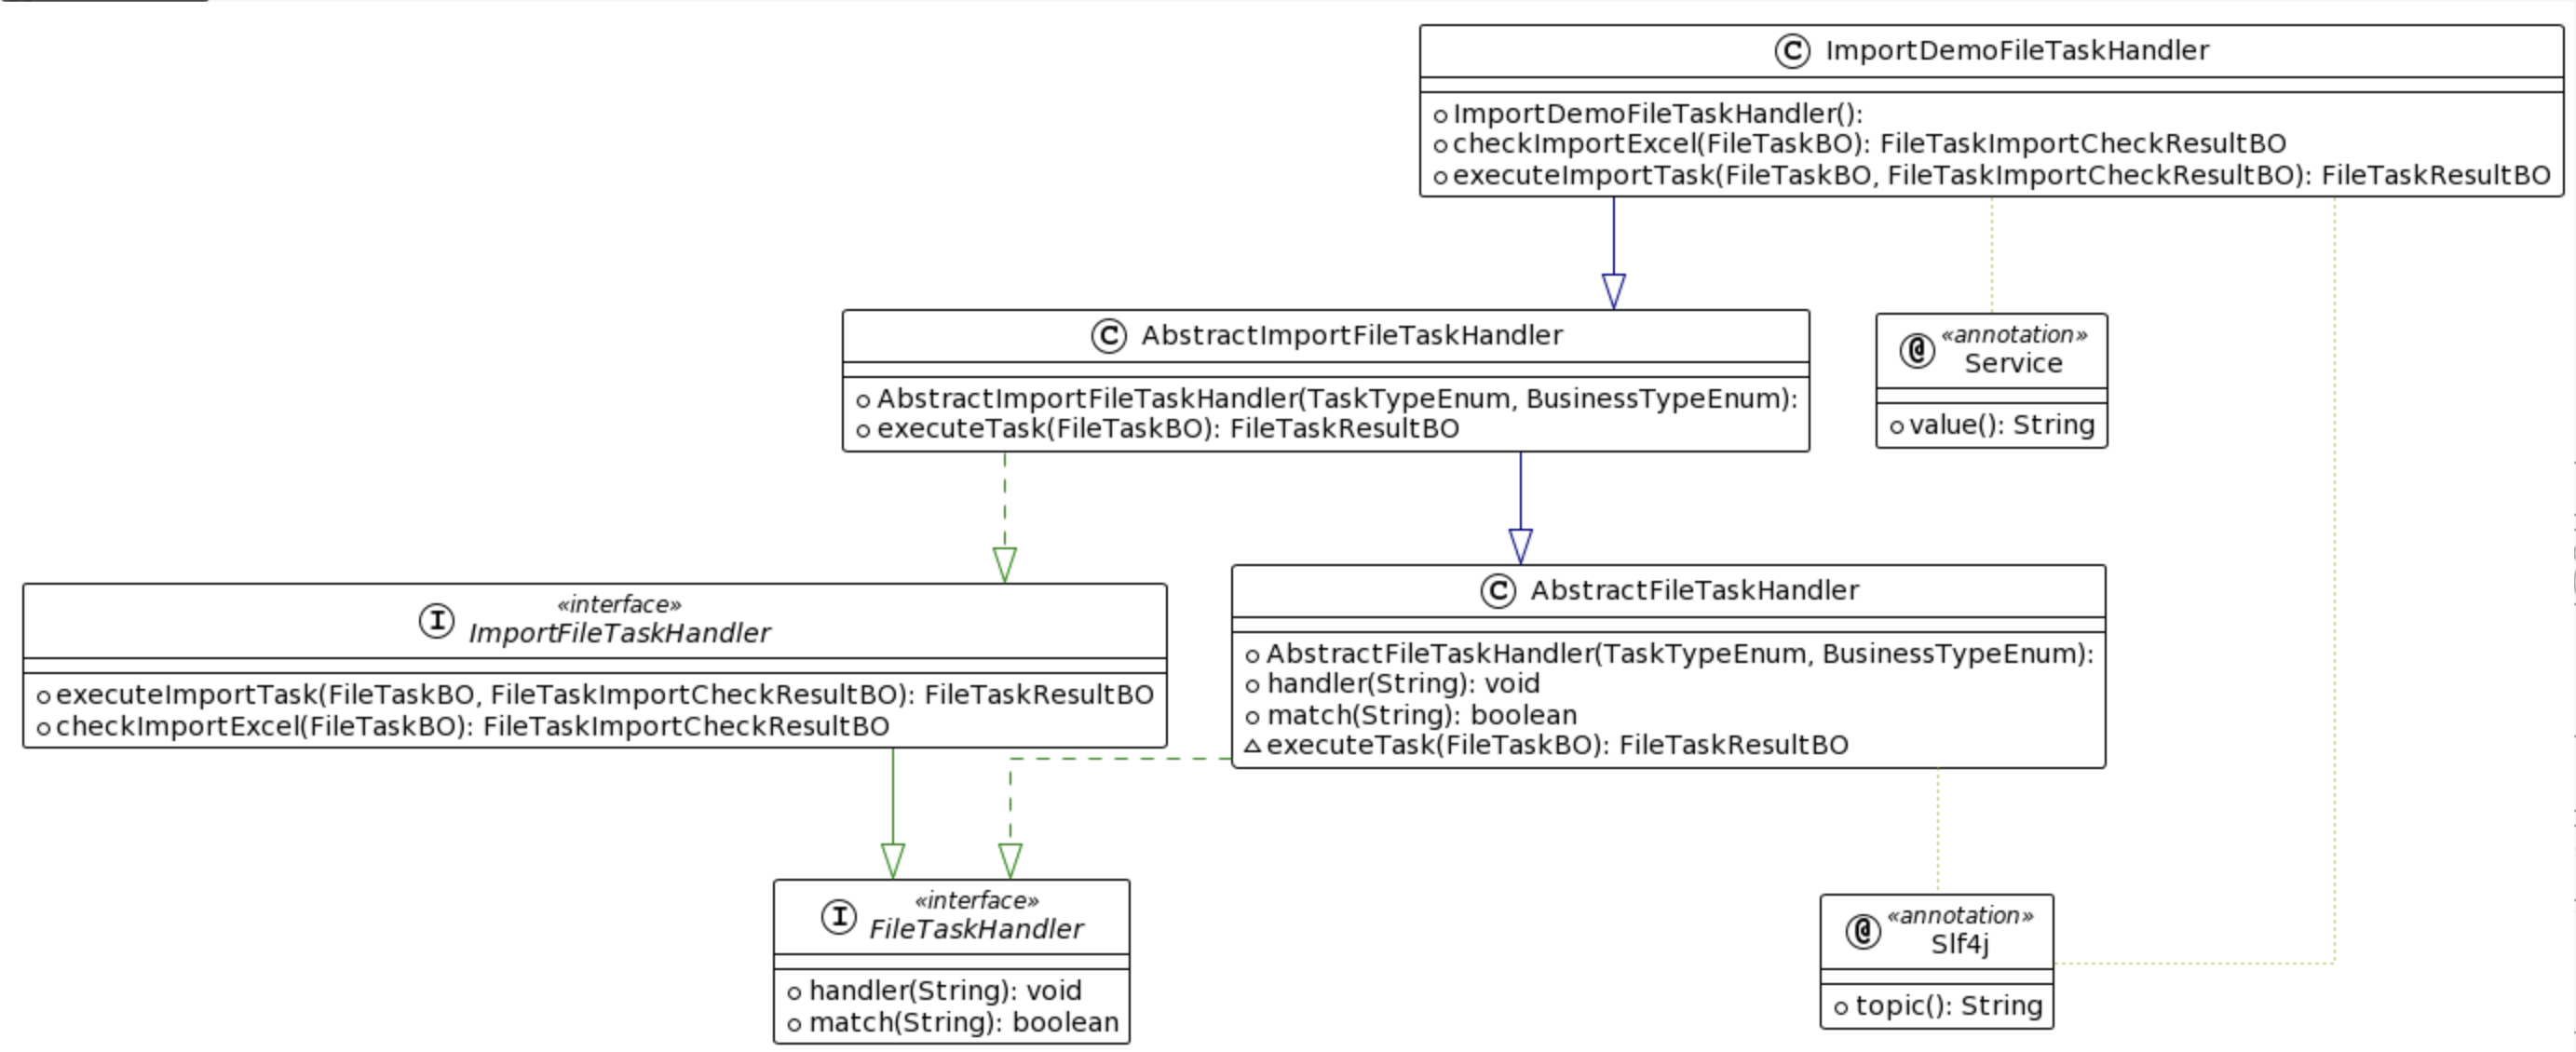 C ImportDemoFileTaskHandler
ImportDemoFileTaskHandler():
checkImportExcel(FileTaskBO): FileTaskImportCheckResultBO
executeImportTask(FileTaskBO, FileTaskImportCheckResultBO): FileTaskResultBO
C AbstractImportFileTaskHandler
AbstractImportFileTaskHandler(TaskTypeEnum, BusinessTypeEnum):
executeTask(FileTaskBO): FileTaskResultBO
@ «annotation»
Service
value(): String
I «interface»
ImportFileTaskHandler
executeImportTask(FileTaskBO, FileTaskImportCheckResultBO): FileTaskResultBO
checkImportExcel(FileTaskBO): FileTaskImportCheckResultBO
C AbstractFileTaskHandler
AbstractFileTaskHandler(TaskTypeEnum, BusinessTypeEnum):
handler(String): void
match(String): boolean
executeTask(FileTaskBO): FileTaskResultBO
I «interface»
FileTaskHandler
handler(String): void
match(String): boolean
@ «annotation»
Slf4j
topic(): String